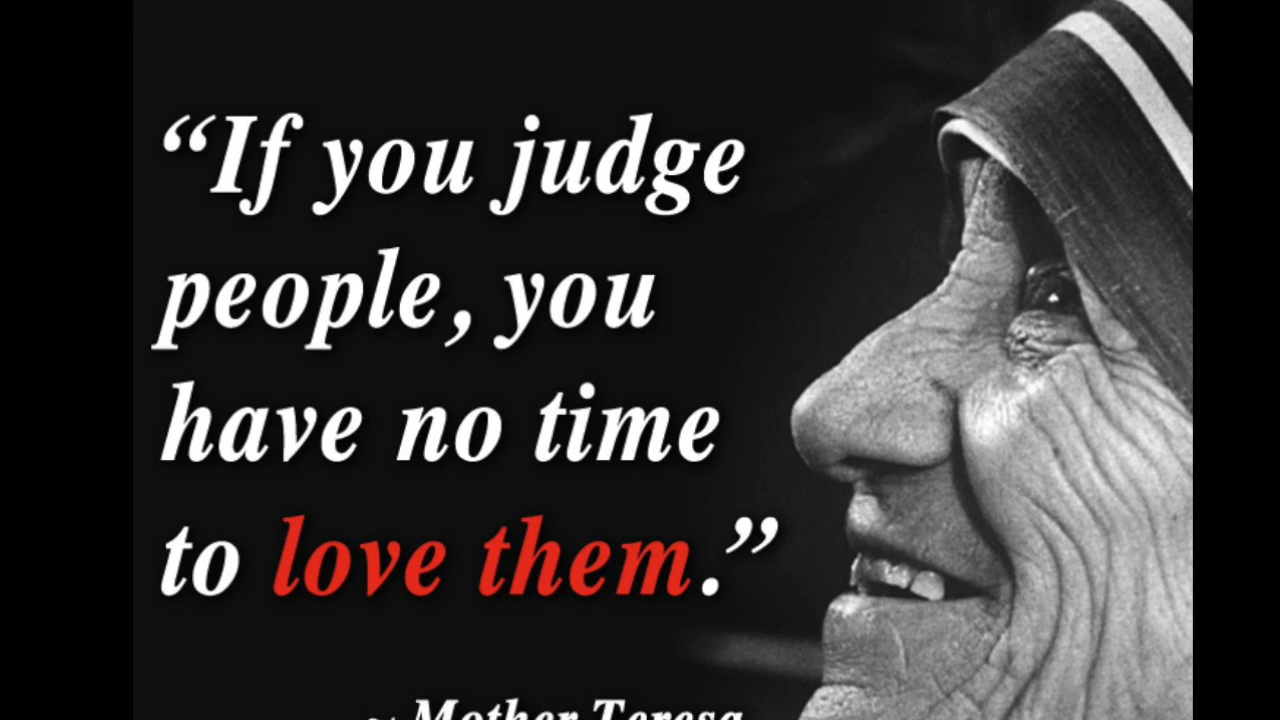 “If you judge
people, you
have no time
to love them.”
~ Mother Teresa